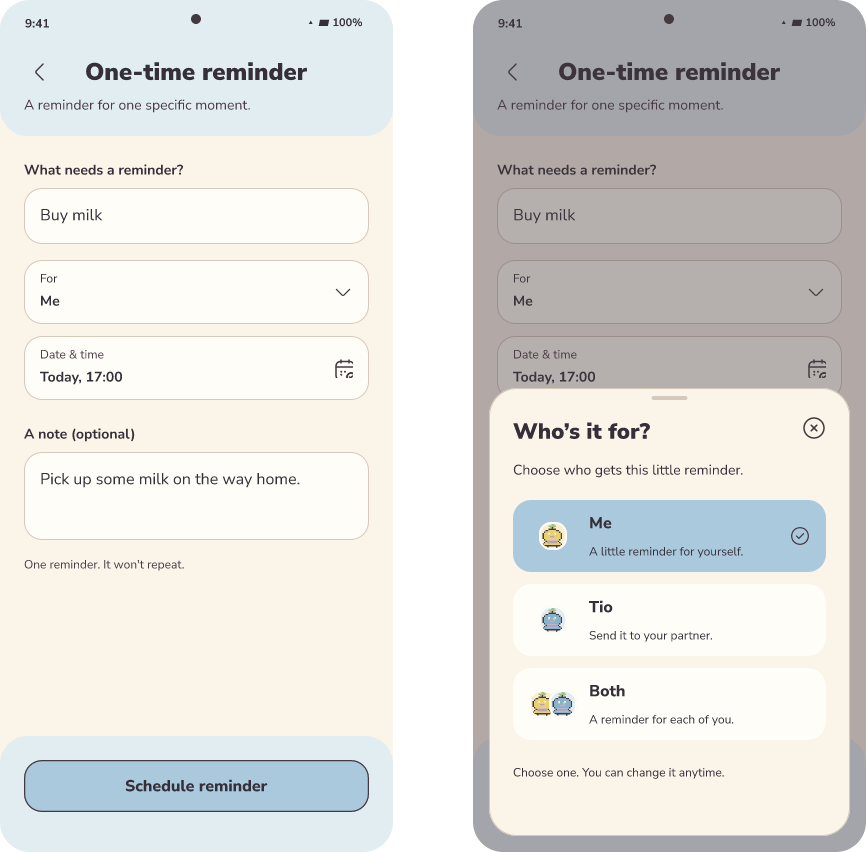 9:41
100%
One-time reminder
A reminder for one specific moment.
What needs a reminder?
Buy milk
For
Me
Date & time
Today, 17:00
A note (optional)
Pick up some milk on the way home.
One reminder. It won't repeat.
Schedule reminder
9:41
100%
One-time reminder
A reminder for one specific moment.
What needs a reminder?
Buy milk
For
Me
Date & time
Today, 17:00
Who’s it for?
Choose who gets this little reminder.
Me
A little reminder for yourself.
Tio
Send it to your partner.
Both
A reminder for each of you.
Choose one. You can change it anytime.